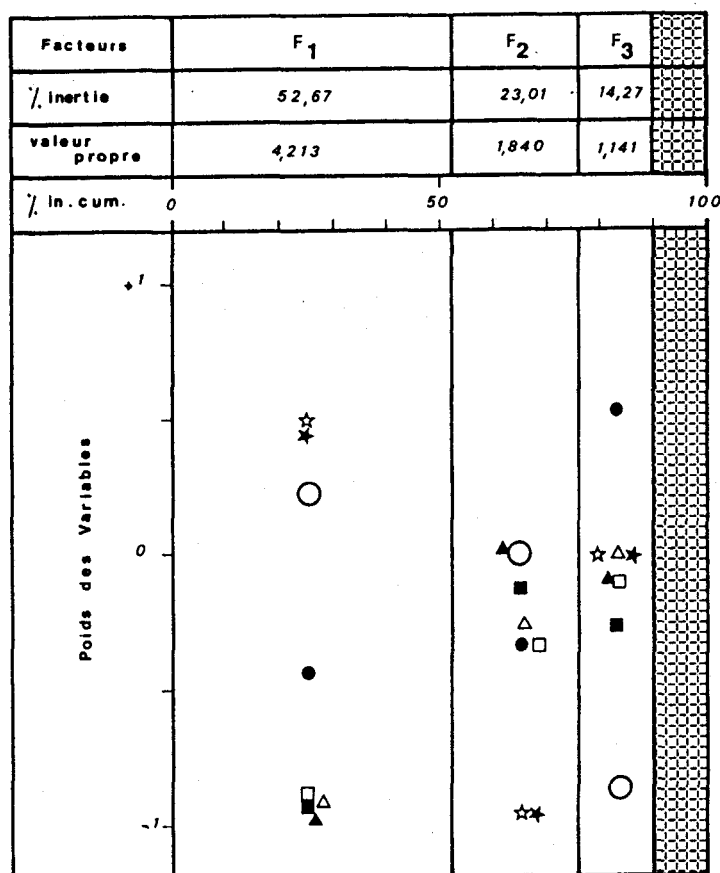 Facteurs F1 F2 F3
% inertie 52,67 23,01 14,27
valeur propre 4,213 1,840 1,141
% in. cum. 0 50 100
+1
0
-1
Poids des Variables